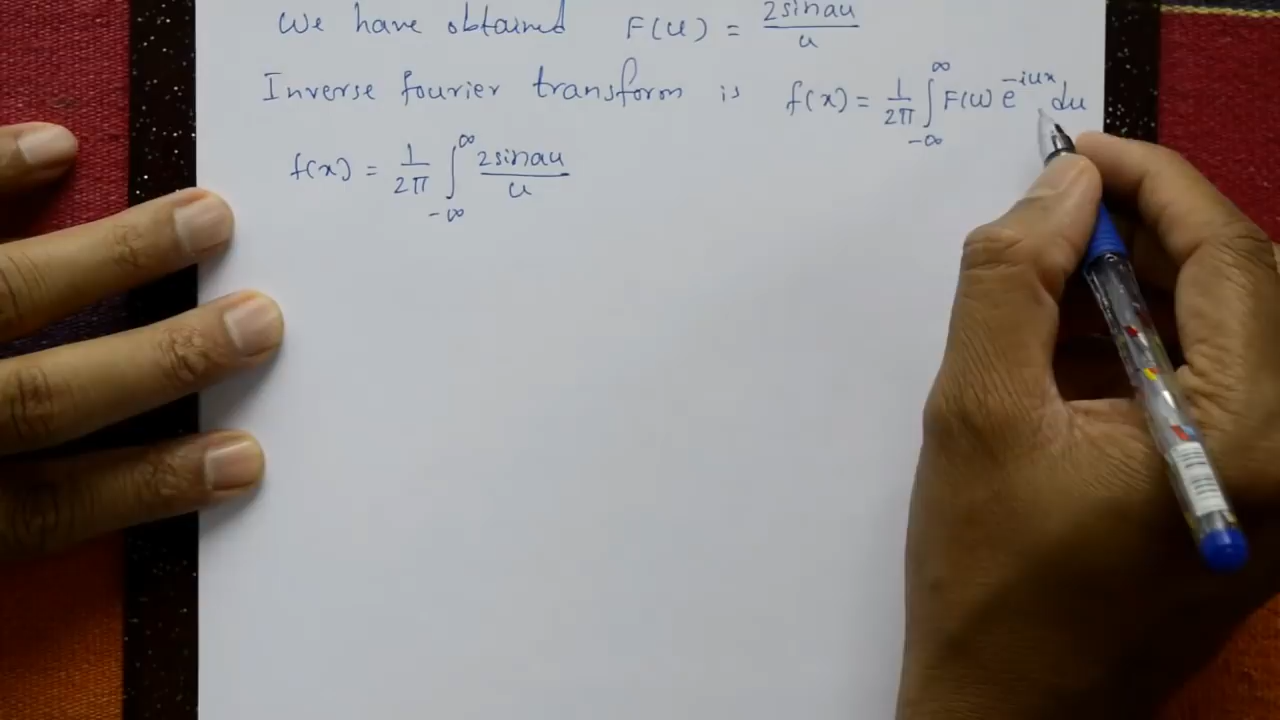 We have obtained F(u) = 2sinau / u
Inverse fourier transform is f(x) = 1/2π ∫_{-∞}^{∞} F(u) e^{-iux} du
f(x) = 1/2π ∫_{-∞}^{∞} 2sinau / u